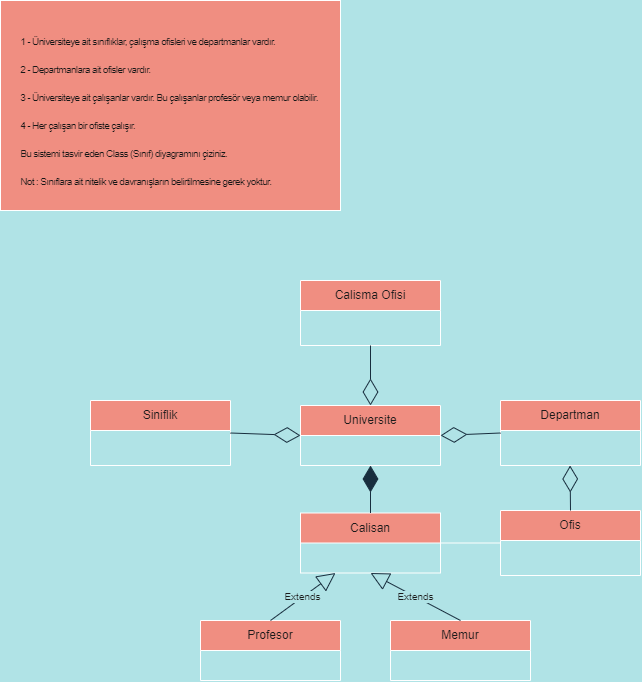 1 - Üniversiteye ait sınıflıklar, çalışma ofisleri ve departmanlar vardır.
2 - Departmanlara ait ofisler vardır.
3 - Üniversiteye ait çalışanlar vardır. Bu çalışanlar profesör veya memur olabilir.
4 - Her çalışan bir ofiste çalışır.
Bu sistemi tasvir eden Class (Sınıf) diyagramını çiziniz.
Not : Sınıflara ait nitelik ve davranışların belirtilmesine gerek yoktur.
Calisma Ofisi
Siniflik
Universite
Departman
Calisan
Ofis
Extends
Extends
Profesor
Memur